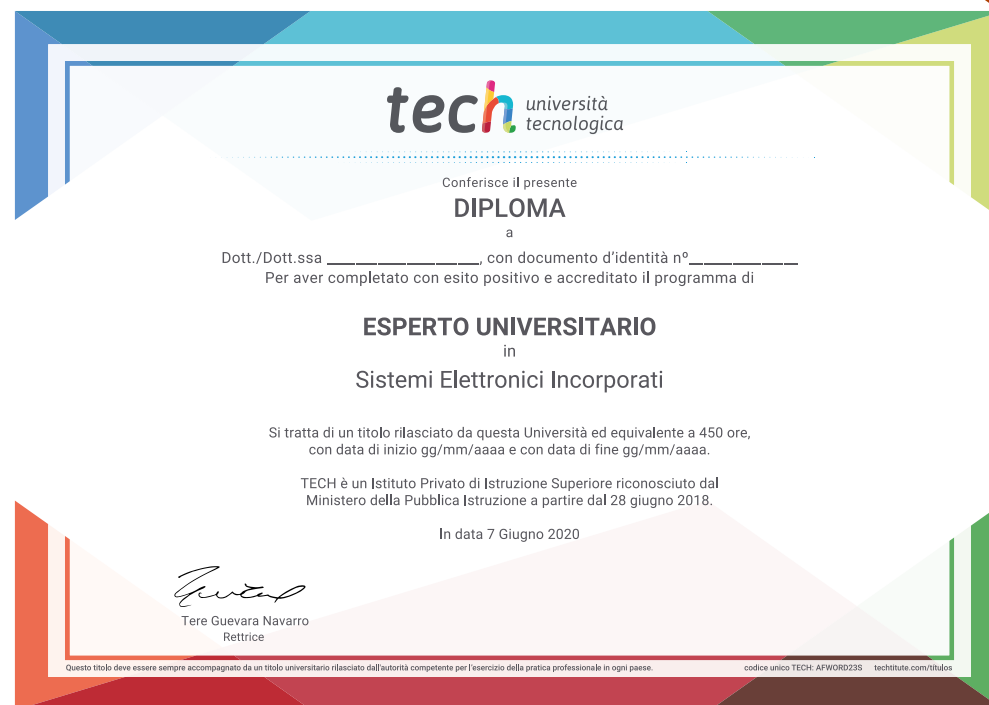 tech università
tecnologica
Conferisce il presente
DIPLOMA
a
Dott./Dott.ssa ____________________, con documento d'identità nº______________
Per aver completato con esito positivo e accreditato il programma di
ESPERTO UNIVERSITARIO
in
Sistemi Elettronici Incorporati
Si tratta di un titolo rilasciato da questa Università ed equivalente a 450 ore,
con data di inizio gg/mm/aaaa e con data di fine gg/mm/aaaa.
TECH è un Istituto Privato di Istruzione Superiore riconosciuto dal
Ministero della Pubblica Istruzione a partire dal 28 giugno 2018.
In data 7 Giugno 2020
Tere Guevara Navarro
Rettrice
Questo titolo deve essere sempre accompagnato da un titolo universitario rilasciato dall'autorità competente per l'esercizio della pratica professionale in ogni paese.
codice unico TECH: AFWORD23S techtitute.com/títulos